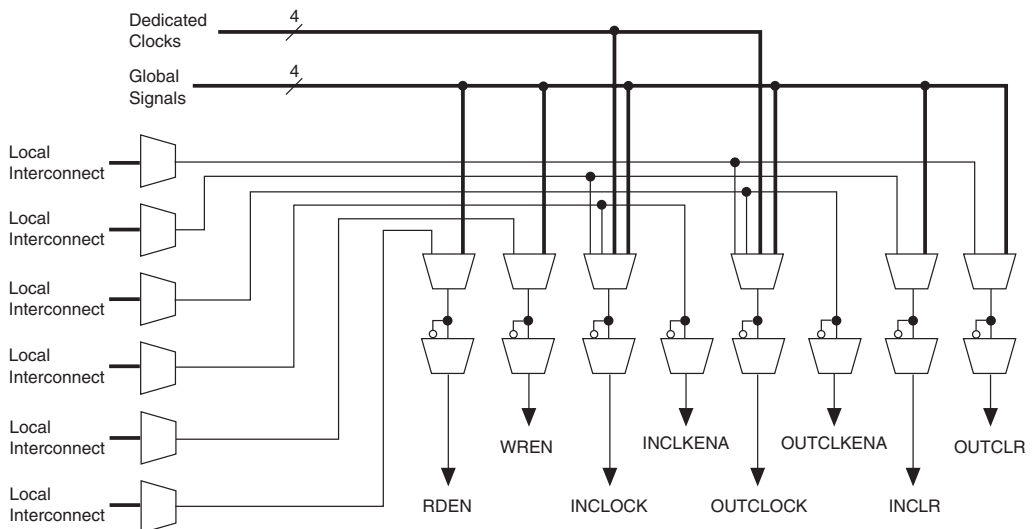 Dedicated
Clocks
4
Global
Signals
4
Local
Interconnect
Local
Interconnect
Local
Interconnect
Local
Interconnect
Local
Interconnect
Local
Interconnect
WREN
INCLKENA
OUTCLKENA
OUTCLR
RDEN
INCLOCK
OUTCLOCK
INCLR